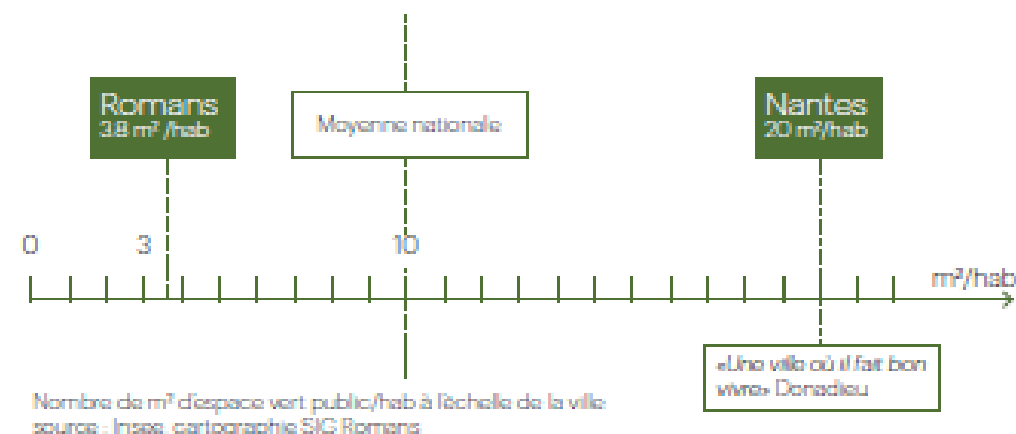 Romans
3.8 m² /hab
Moyenne nationale
Nantes
20 m²/hab
0
3
10
m²/hab
«Une ville où il fait bon
vivre» Donadieu
Nombre de m² d'espace vert public/hab à l'échelle de la ville
source : Insee, cartographie SIG Romans